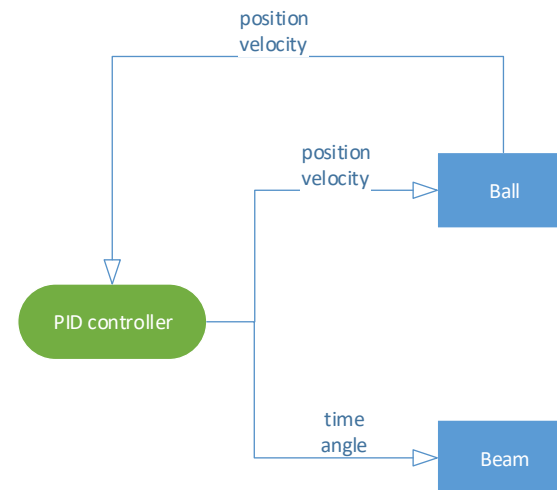 position
velocity
position
velocity
Ball
PID controller
time
angle
Beam